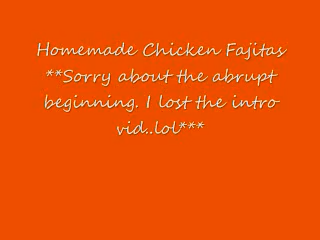 Homemade Chicken Fajitas
**Sorry about the abrupt
beginning. I lost the intro
vid..lol***